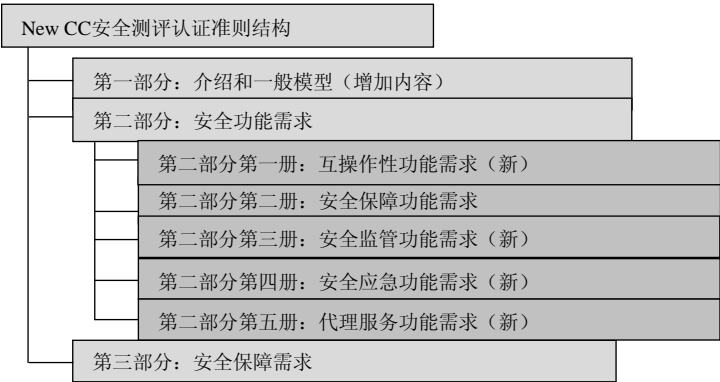 New CC安全测评认证准则结构
第一部分：介绍和一般模型（增加内容）
第二部分：安全功能需求
第二部分第一册：互操作性功能需求（新）
第二部分第二册：安全保障功能需求
第二部分第三册：安全监管功能需求（新）
第二部分第四册：安全应急功能需求（新）
第二部分第五册：代理服务功能需求（新）
第三部分：安全保障需求